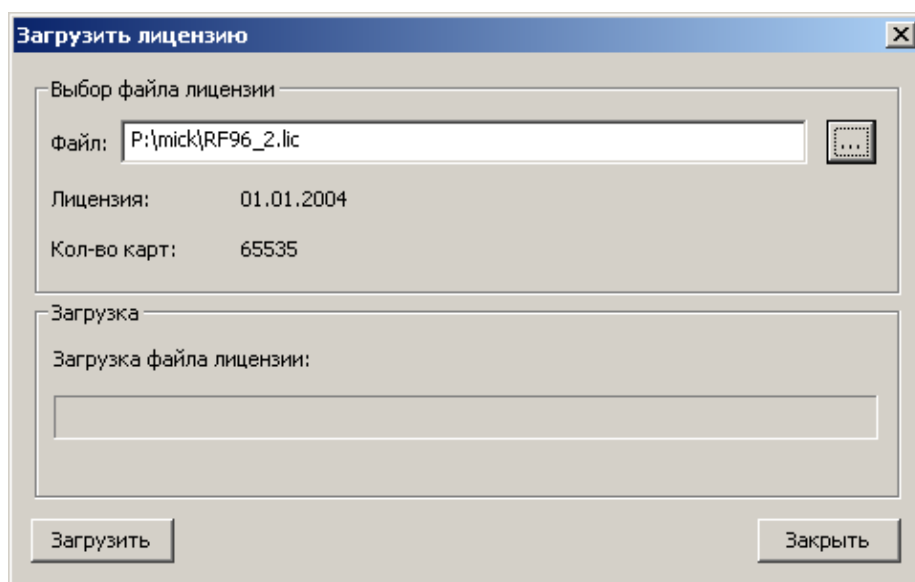 Загрузить лицензию
Выбор файла лицензии
Файл: P:\mick\RF96_2.lic ...
Лицензия: 01.01.2004
Кол-во карт: 65535
Загрузка
Загрузка файла лицензии:
Загрузить Закрыть